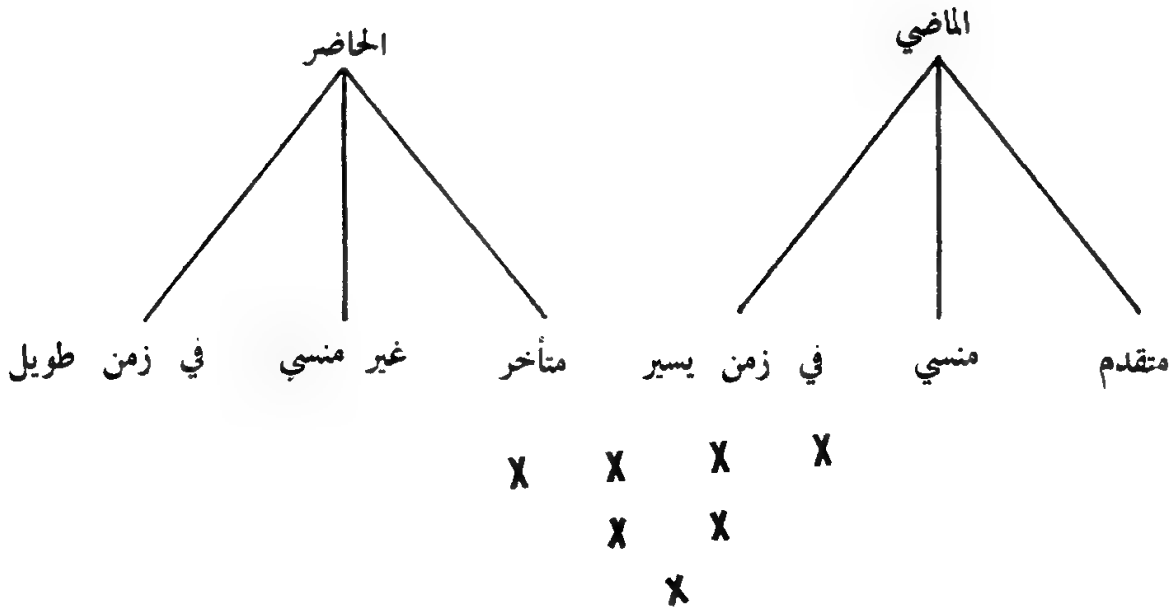 الماضي
الحاضر
متقدم
منسي
في زمن يسير
متأخر
غير منسي
في زمن طويل
X X X X
X X
X